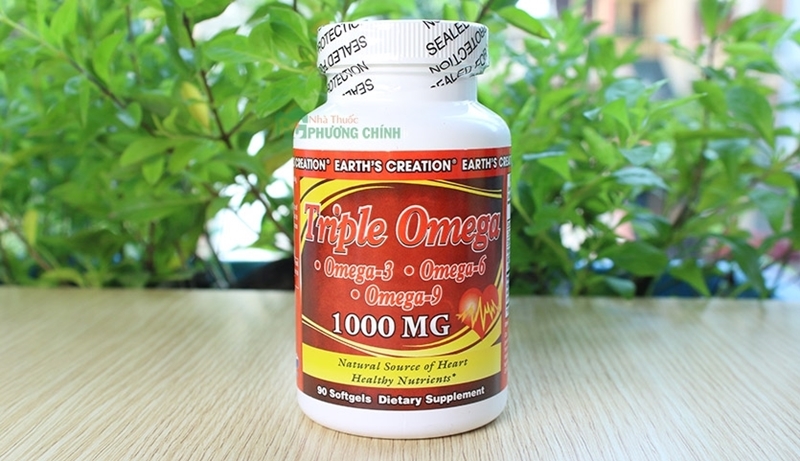 PROTECTION
SEALED FOR
Nhà Thuốc
PHƯƠNG CHÍNH
CREATION® EARTH'S CREATION® EARTH'S
Triple Omega
• Omega-3 • Omega-6
• Omega-9
1000 MG
Natural Source of Heart
Healthy Nutrients*
90 Softgels Dietary Supplement